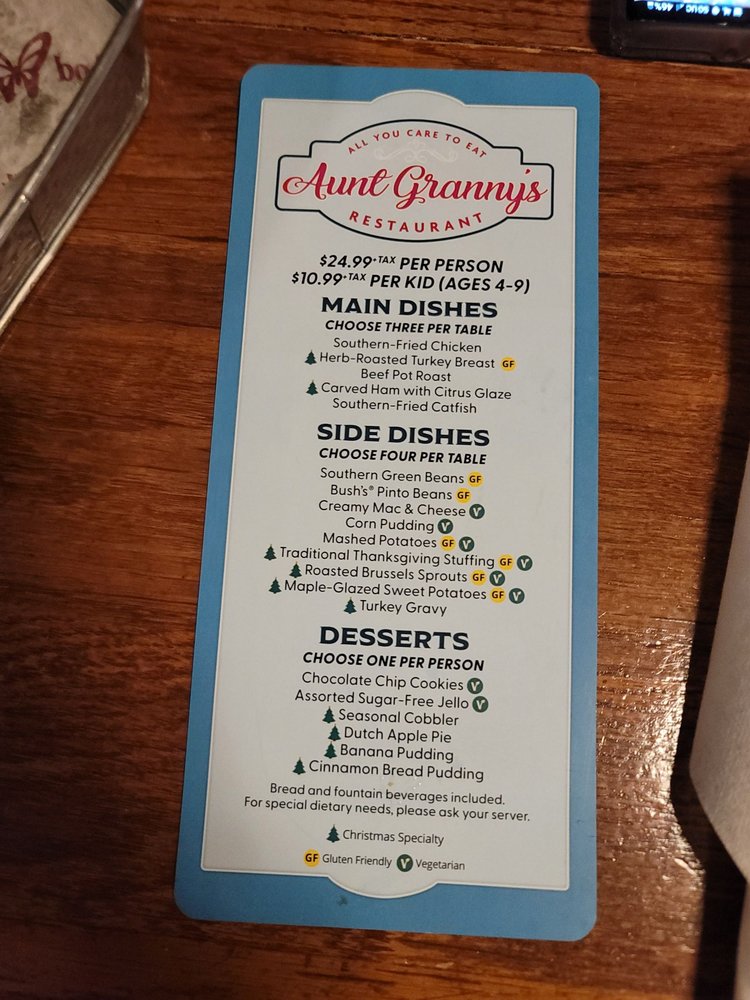 bo
46%
ALL YOU CARE TO EAT
Aunt Granny's
RESTAURANT
$24.99+TAX PER PERSON
$10.99+TAX PER KID (AGES 4-9)
MAIN DISHES
CHOOSE THREE PER TABLE
Southern-Fried Chicken
Herb-Roasted Turkey Breast GF
Beef Pot Roast
Carved Ham with Citrus Glaze
Southern-Fried Catfish
SIDE DISHES
CHOOSE FOUR PER TABLE
Southern Green Beans GF
Bush's® Pinto Beans GF
Creamy Mac & Cheese V
Corn Pudding V
Mashed Potatoes GF V
Traditional Thanksgiving Stuffing GF V
Roasted Brussels Sprouts GF V
Maple-Glazed Sweet Potatoes GF V
Turkey Gravy
DESSERTS
CHOOSE ONE PER PERSON
Chocolate Chip Cookies V
Assorted Sugar-Free Jello V
Seasonal Cobbler
Dutch Apple Pie
Banana Pudding
Cinnamon Bread Pudding
Bread and fountain beverages included.
For special dietary needs, please ask your server.
Christmas Specialty
GF Gluten Friendly V Vegetarian